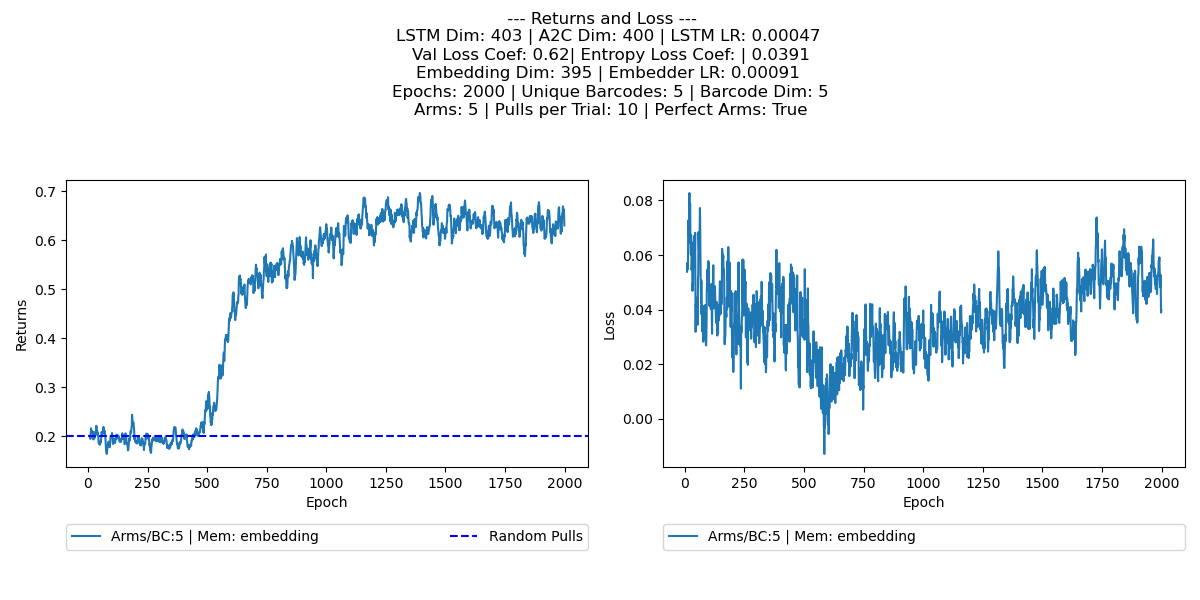 --- Returns and Loss ---
LSTM Dim: 403 | A2C Dim: 400 | LSTM LR: 0.00047
Val Loss Coef: 0.62| Entropy Loss Coef: | 0.0391
Embedding Dim: 395 | Embedder LR: 0.00091
Epochs: 2000 | Unique Barcodes: 5 | Barcode Dim: 5
Arms: 5 | Pulls per Trial: 10 | Perfect Arms: True
0.7
0.6
0.5
0.4
0.3
0.2
Returns
0 250 500 750 1000 1250 1500 1750 2000
Epoch
Arms/BC:5 | Mem: embedding
Random Pulls
0.08
0.06
0.04
0.02
0.00
Loss
0 250 500 750 1000 1250 1500 1750 2000
Epoch
Arms/BC:5 | Mem: embedding